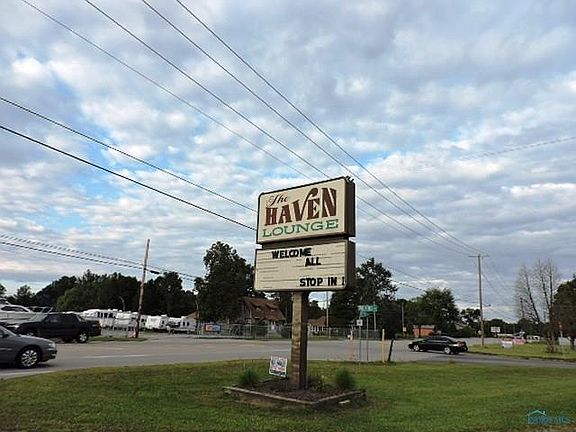 The
HAVEN
LOUNGE
WELCOME
ALL
STOP IN